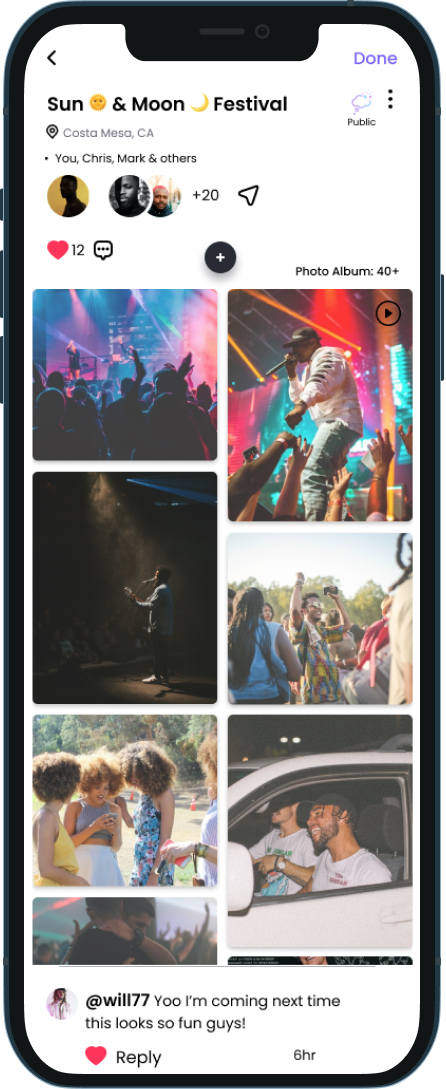 Done
Sun 🌞 & Moon 🌙 Festival
Public
Costa Mesa, CA
• You, Chris, Mark & others
+20
12
Photo Album: 40+
@will77 Yoo I’m coming next time
this looks so fun guys!
Reply
6hr